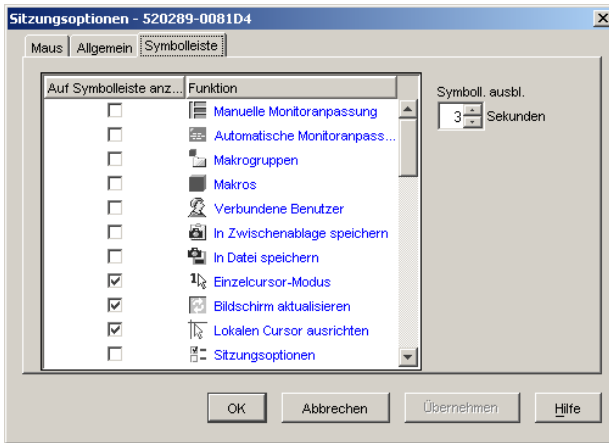 Sitzungsoptionen - 520289-0081D4
Maus Allgemein Symbolleiste
Auf Symbolleiste anz... Funktion
Manuelle Monitoranpassung
Automatische Monitoranpass...
Makrogruppen
Makros
Verbundene Benutzer
In Zwischenablage speichern
In Datei speichern
Einzelcursor-Modus
Bildschirm aktualisieren
Lokalen Cursor ausrichten
Sitzungsoptionen
Symboll. ausbl.
3 Sekunden
OK Abbrechen Übernehmen Hilfe